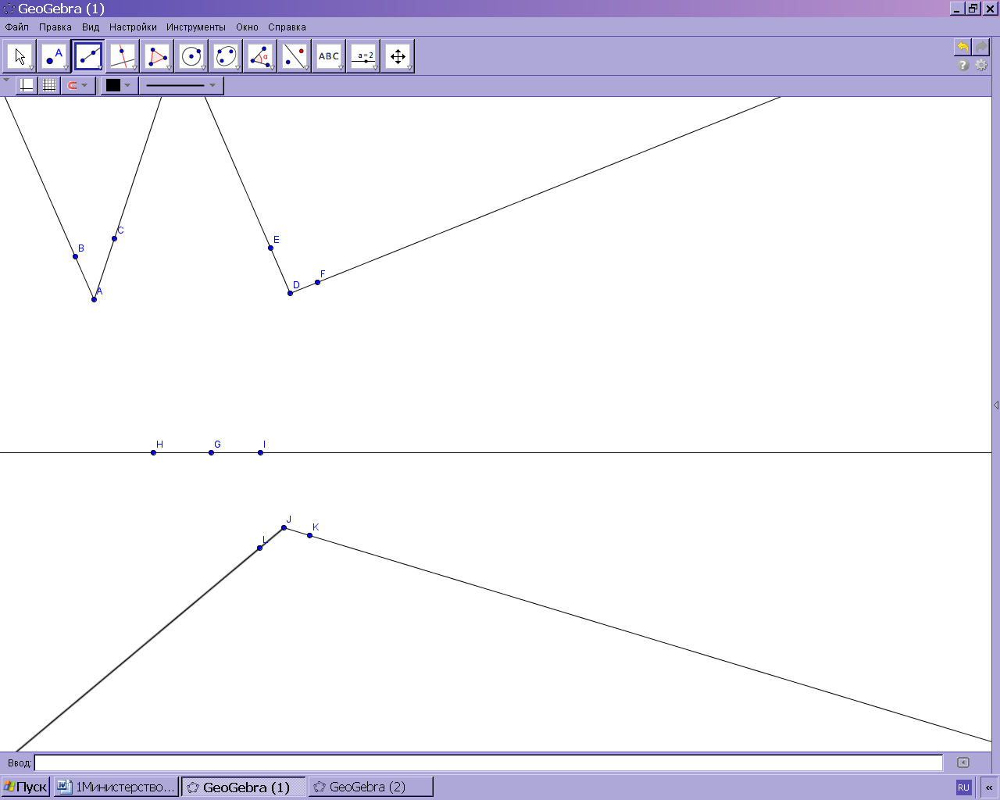 GeoGebra (1)
Файл Правка Вид Настройки Инструменты Окно Справка
A ABC a=2
α
C
B
E
F
D
A
H G I
J
K
L
Ввод:
Пуск 1Министерство... GeoGebra (1) GeoGebra (2) RU «